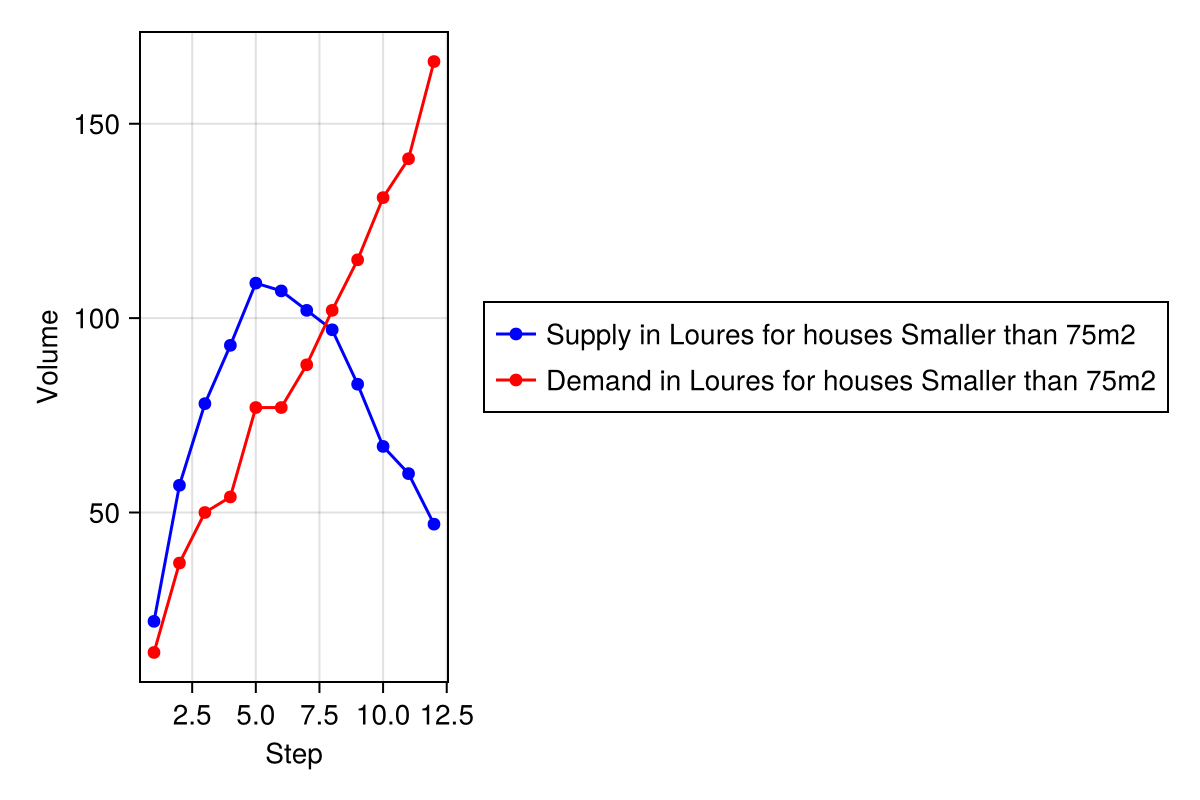 Volume
150
100
50
2.5 5.0 7.5 10.0 12.5
Step
Supply in Loures for houses Smaller than 75m2
Demand in Loures for houses Smaller than 75m2